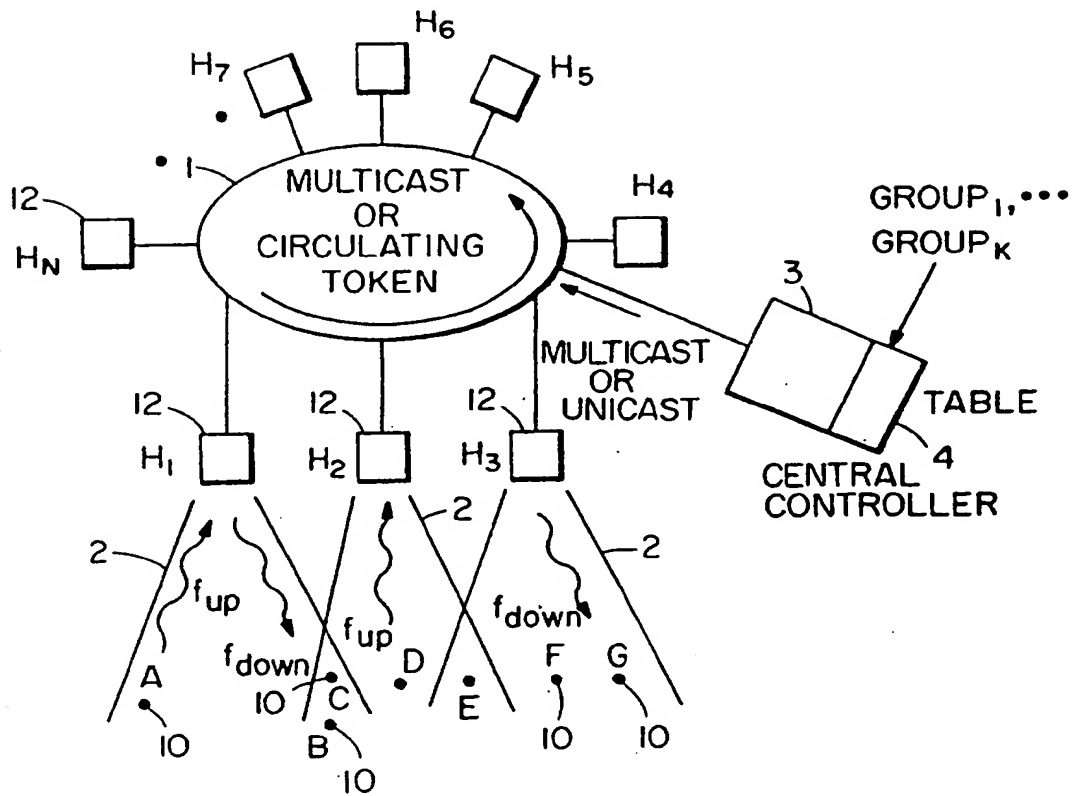 H6
H7
H5
1
MULTICAST
OR
CIRCULATING
TOKEN
12
HN
H4
GROUP1,•••
GROUPK
3
MULTICAST
OR
UNICAST
TABLE
4
CENTRAL
CONTROLLER
12
H1
12
H2
12
H3
2
2
2
fup
fdown
fup
fdown
A
10
10
C
B
10
D
E
F
10
G
10